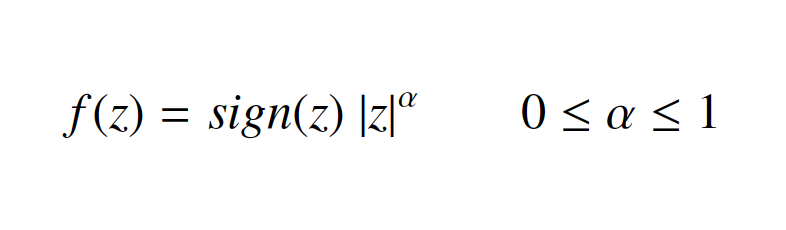 f(z) = sign(z) |z|^α 0 ≤ α ≤ 1